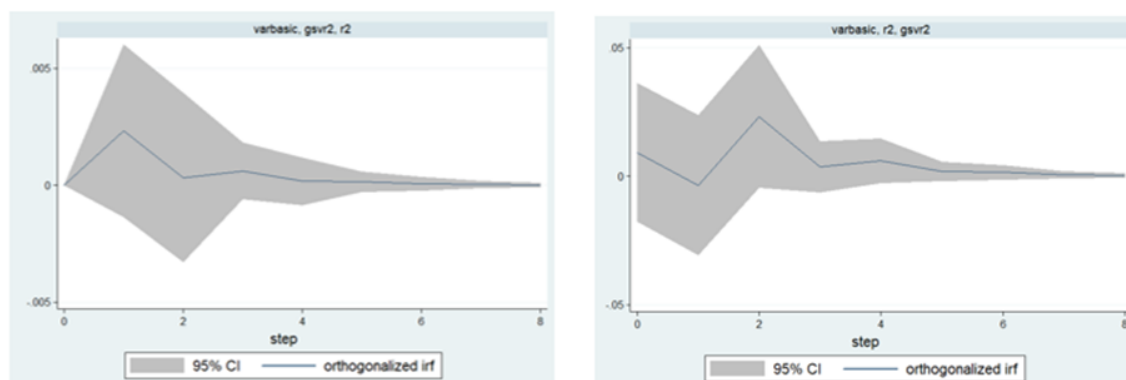 varbasic, gsvr2, r2
.005
0
-.005
0 2 4 6 8
step
95% CI orthogonalized irf
varbasic, r2, gsvr2
.05
0
-.05
0 2 4 6 8
step
95% CI orthogonalized irf